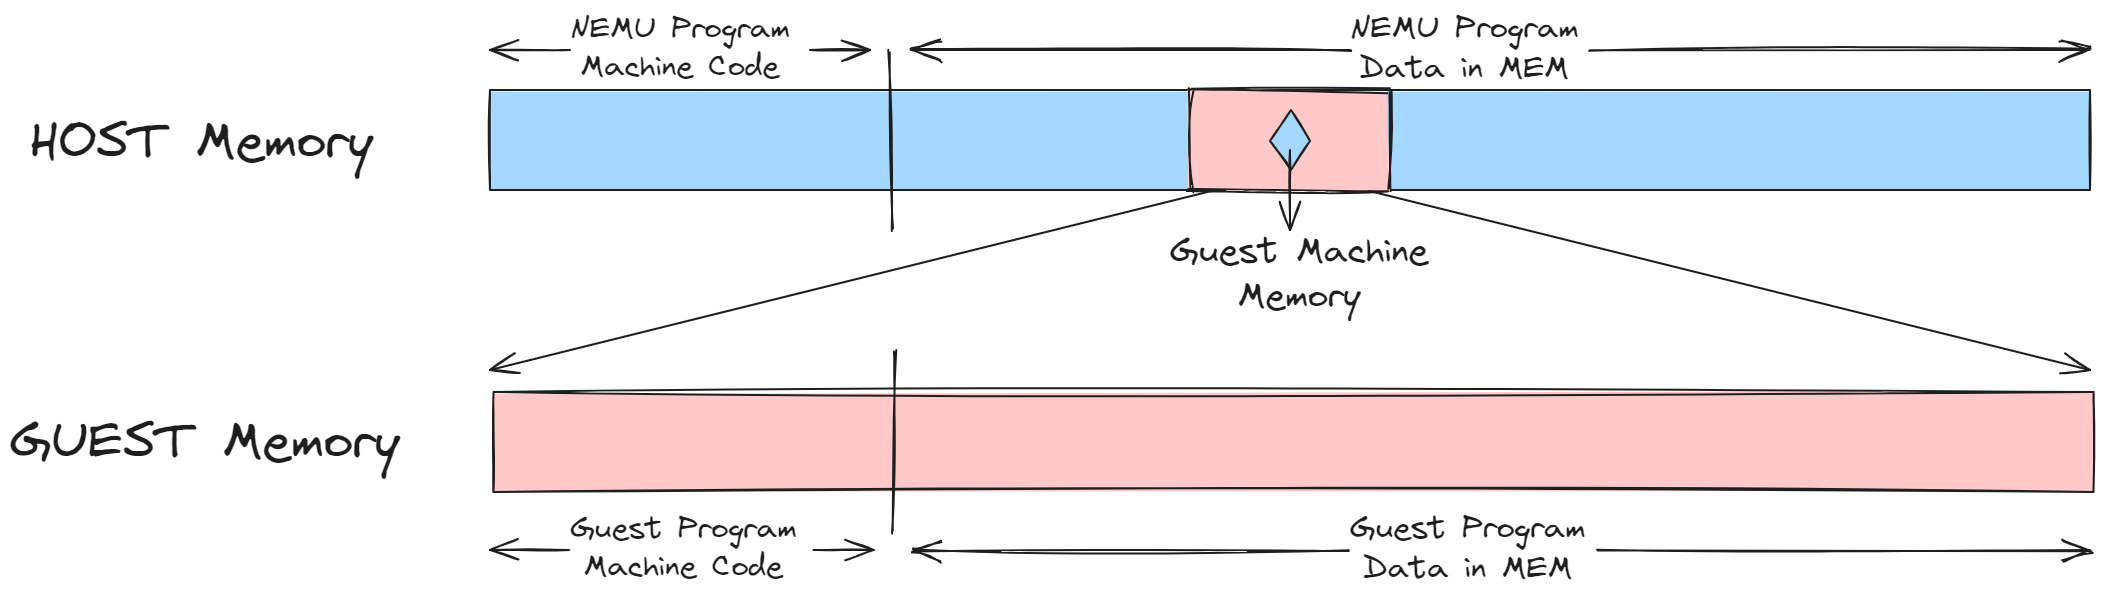 NEMU Program
Machine Code
NEMU Program
Data in MEM
HOST Memory
Guest Machine
Memory
GUEST Memory
Guest Program
Machine Code
Guest Program
Data in MEM